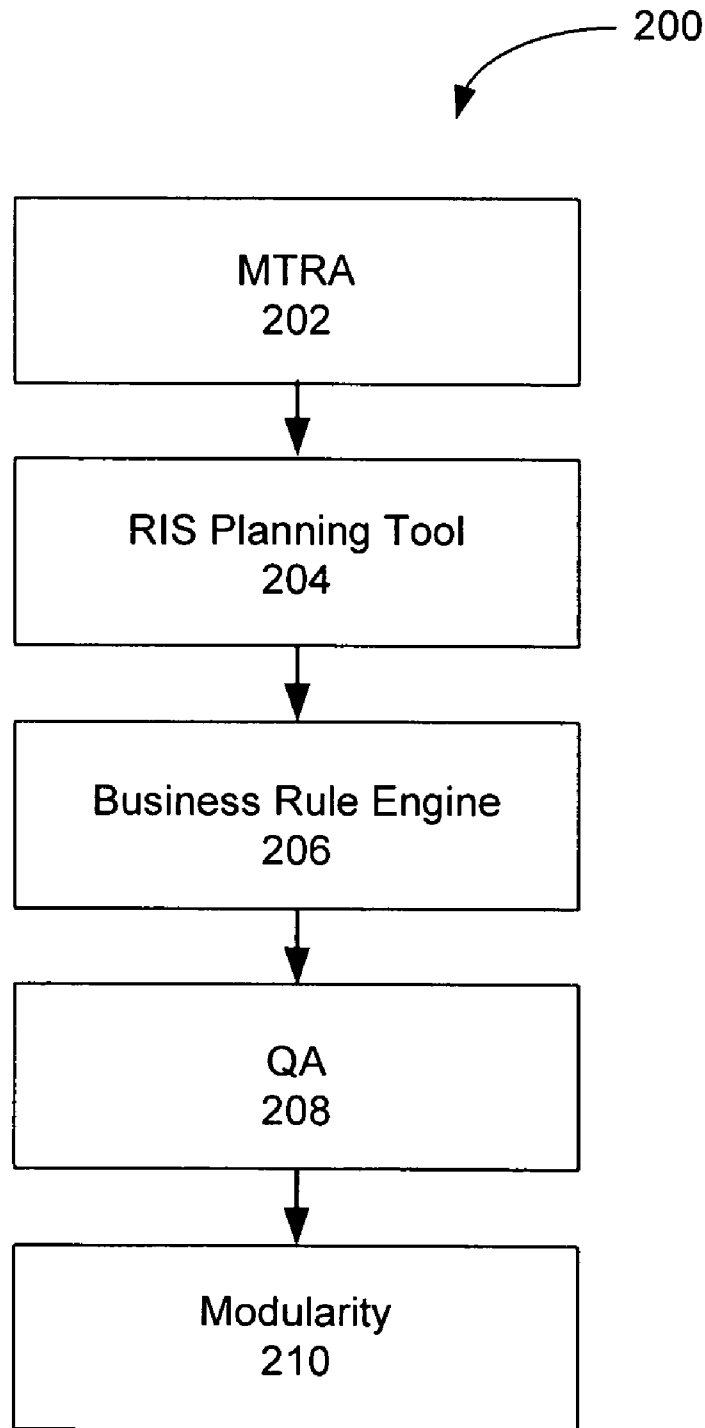 200
MTRA
202
RIS Planning Tool
204
Business Rule Engine
206
QA
208
Modularity
210